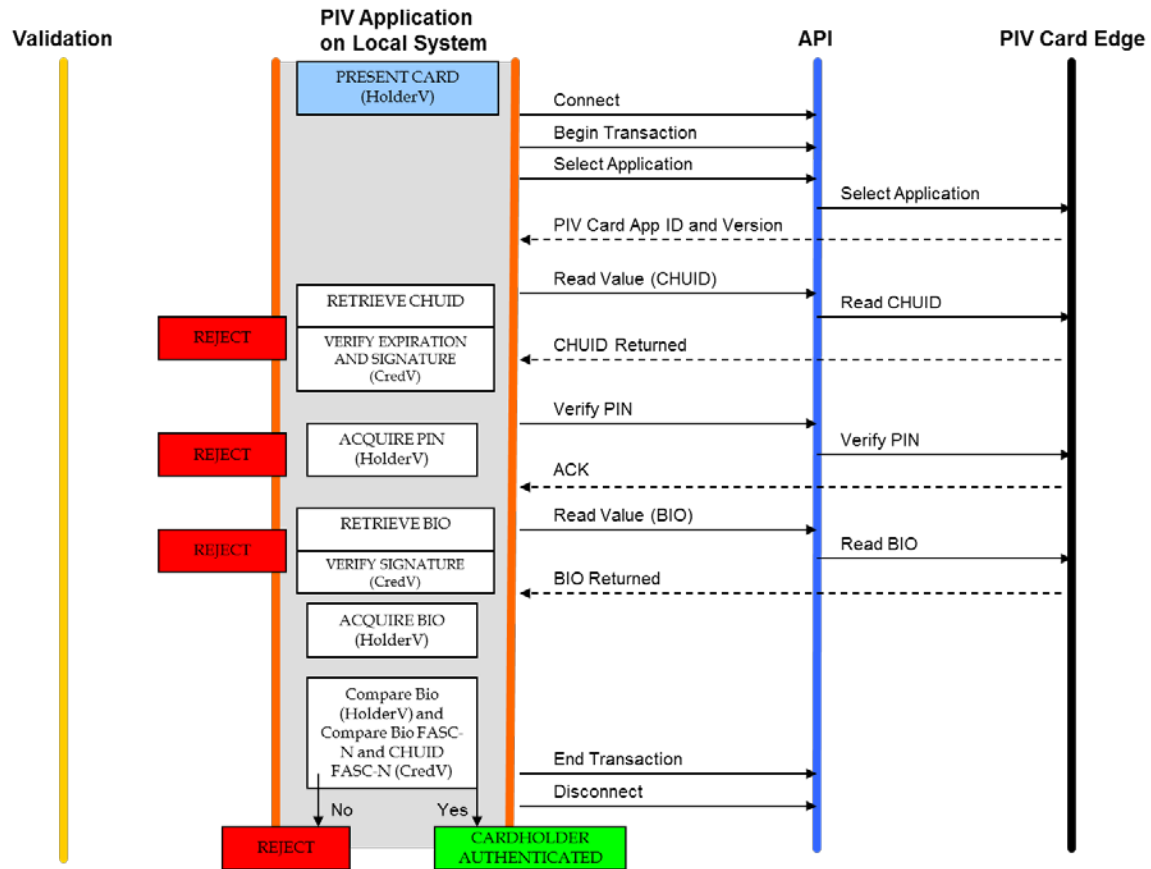 Validation
PIV Application
on Local System
API
PIV Card Edge
PRESENT CARD
(HolderV)
Connect
Begin Transaction
Select Application
Select Application
PIV Card App ID and Version
Read Value (CHUID)
RETRIEVE CHUID
Read CHUID
REJECT
VERIFY EXPIRATION
AND SIGNATURE
(CredV)
CHUID Returned
Verify PIN
ACQUIRE PIN
(HolderV)
Verify PIN
REJECT
ACK
RETRIEVE BIO
Read Value (BIO)
REJECT
Read BIO
VERIFY SIGNATURE
(CredV)
BIO Returned
ACQUIRE BIO
(HolderV)
Compare Bio
(HolderV) and
Compare Bio FASC-
N and CHUID
FASC-N (CredV)
End Transaction
Disconnect
No
Yes
REJECT
CARDHOLDER
AUTHENTICATED